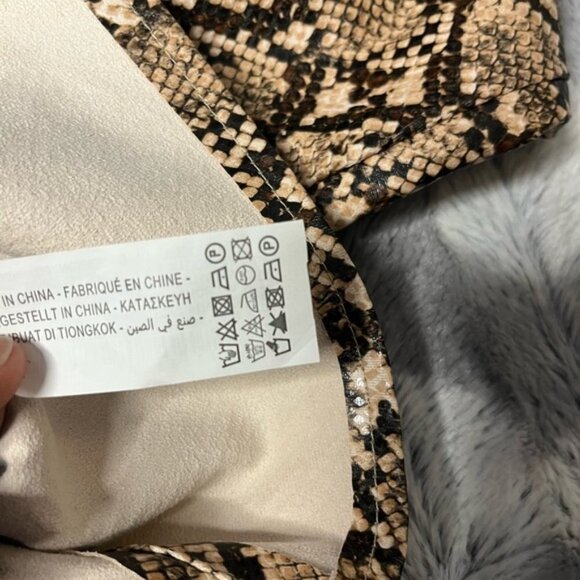 IN CHINA - FABRIQUÉ EN CHINE -
GESTELLT IN CHINA - ΚΑΤΑΣΚΕΥΗ
BUAT DI TIONGKOK - صنع في الصين -
P
P